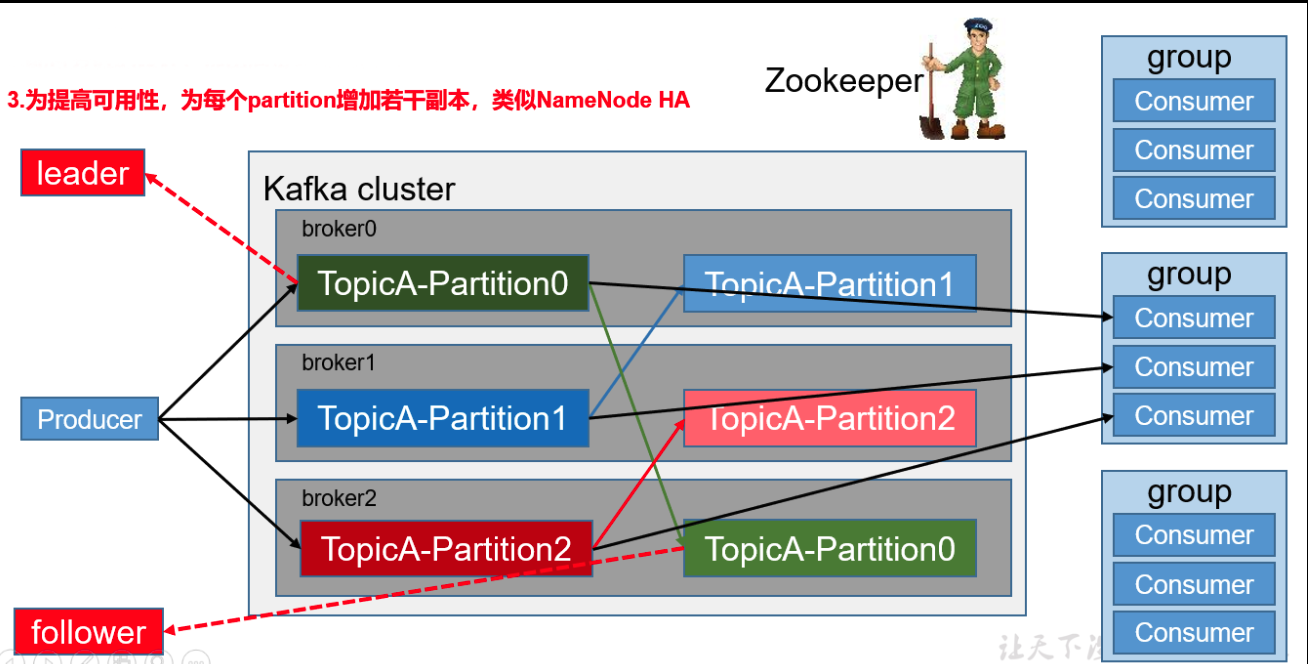 Zookeeper
3.为提高可用性，为每个partition增加若干副本，类似NameNode HA
leader
Kafka cluster
broker0
TopicA-Partition0
TopicA-Partition1
broker1
TopicA-Partition1
TopicA-Partition2
broker2
TopicA-Partition2
TopicA-Partition0
Producer
follower
group
Consumer
Consumer
Consumer
group
Consumer
Consumer
Consumer
group
Consumer
Consumer
Consumer
让天下没